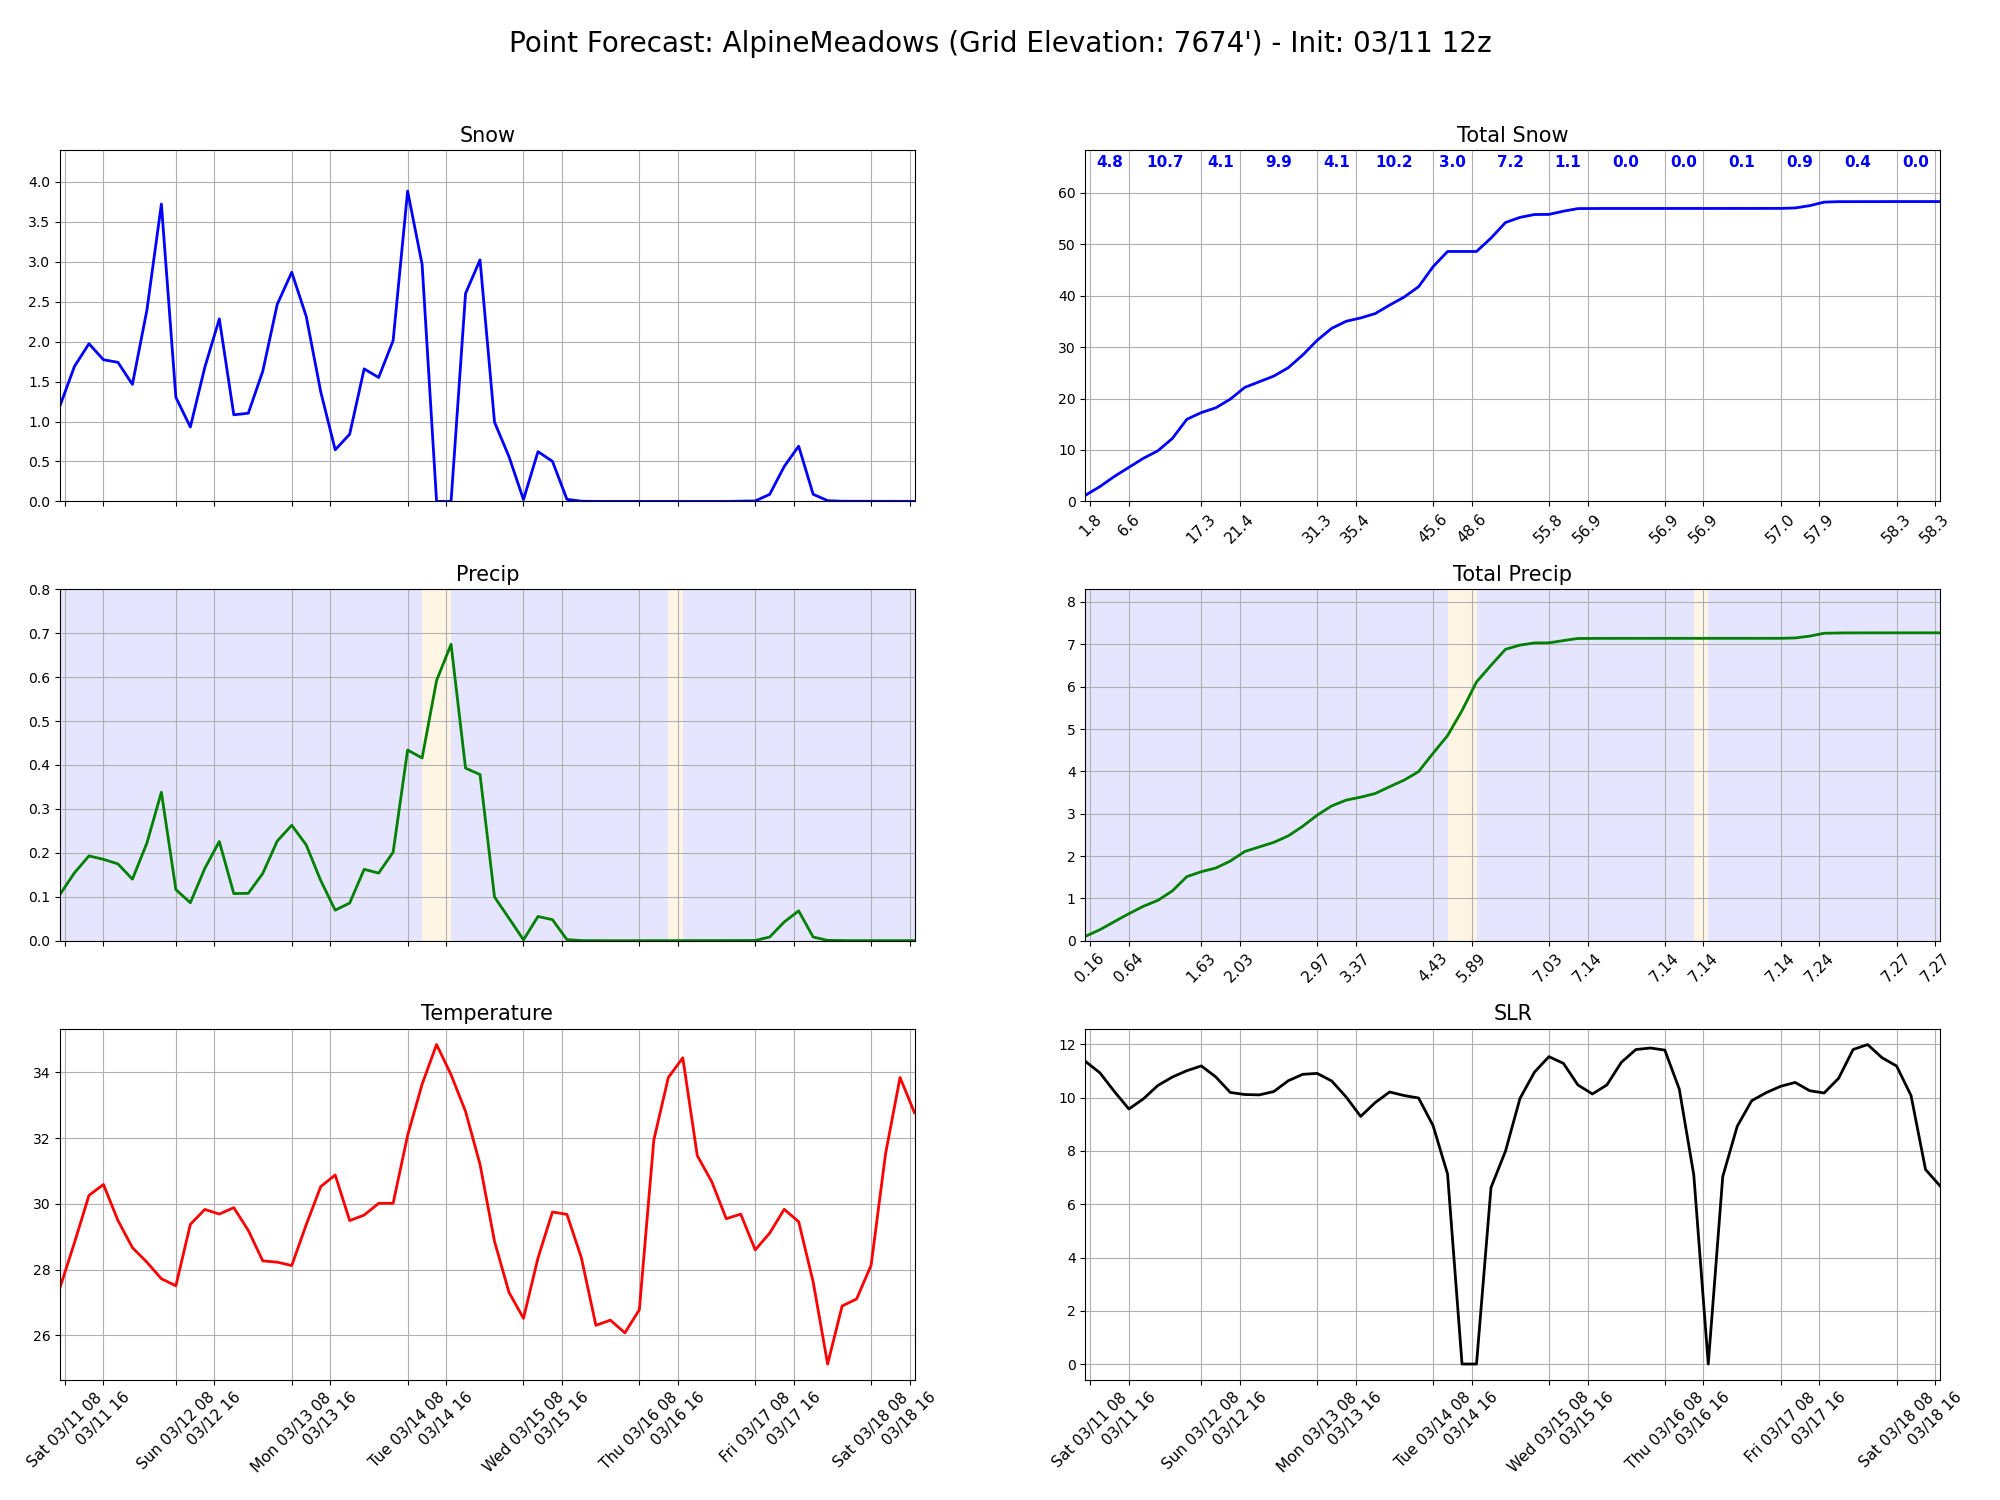 Point Forecast: AlpineMeadows (Grid Elevation: 7674') - Init: 03/11 12z
Snow
4.0
3.5
3.0
2.5
2.0
1.5
1.0
0.5
0.0
Total Snow
4.8 10.7 4.1 9.9 4.1 10.2 3.0 7.2 1.1 0.0 0.0 0.1 0.9 0.4 0.0
60
50
40
30
20
10
0
1.8 6.6 17.3 21.4 31.3 35.4 45.6 48.6 55.8 56.9 56.9 56.9 57.0 57.9 58.3 58.3
Precip
0.8
0.7
0.6
0.5
0.4
0.3
0.2
0.1
0.0
Total Precip
8
7
6
5
4
3
2
1
0
0.16 0.64 1.63 2.03 2.97 3.37 4.43 5.89 7.03 7.14 7.14 7.14 7.14 7.24 7.27 7.27
Temperature
34
32
30
28
26
Sat 03/11 08
03/11 16
Sun 03/12 08
03/12 16
Mon 03/13 08
03/13 16
Tue 03/14 08
03/14 16
Wed 03/15 08
03/15 16
Thu 03/16 08
03/16 16
Fri 03/17 08
03/17 16
Sat 03/18 08
03/18 16
SLR
12
10
8
6
4
2
0
Sat 03/11 08
03/11 16
Sun 03/12 08
03/12 16
Mon 03/13 08
03/13 16
Tue 03/14 08
03/14 16
Wed 03/15 08
03/15 16
Thu 03/16 08
03/16 16
Fri 03/17 08
03/17 16
Sat 03/18 08
03/18 16